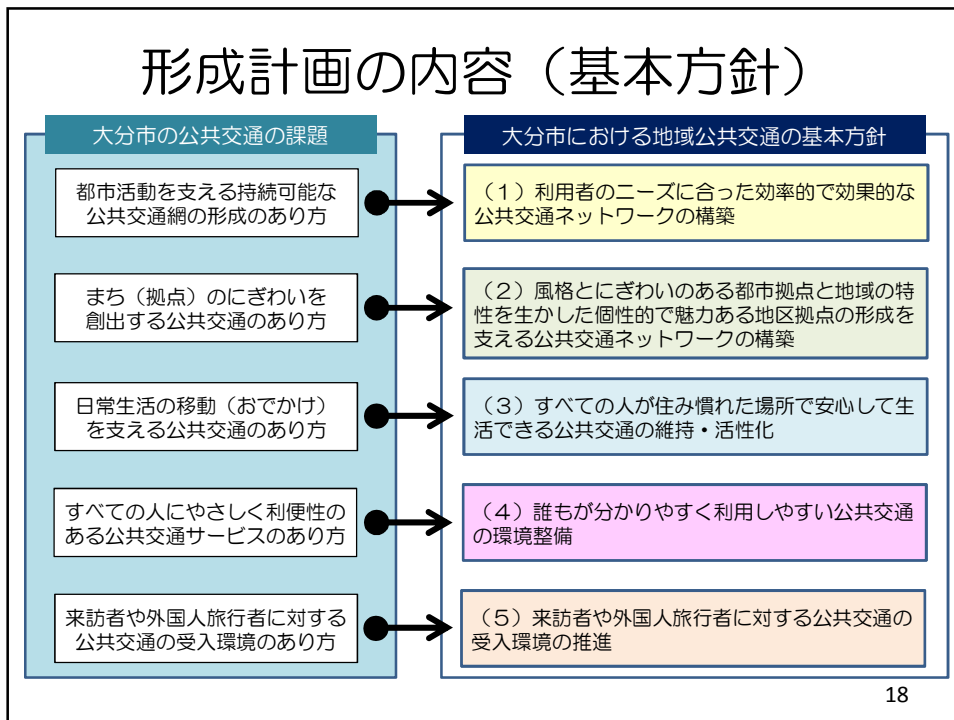 形成計画の内容（基本方針）
大分市の公共交通の課題
大分市における地域公共交通の基本方針
都市活動を支える持続可能な
公共交通網の形成のあり方
（１）利用者のニーズに合った効率的で効果的な
公共交通ネットワークの構築
まち（拠点）のにぎわいを
創出する公共交通のあり方
（２）風格とにぎわいのある都市拠点と地域の特
性を生かした個性的で魅力ある地区拠点の形成を
支える公共交通ネットワークの構築
日常生活の移動（おでかけ）
を支える公共交通のあり方
（３）すべての人が住み慣れた場所で安心して生
活できる公共交通の維持・活性化
すべての人にやさしく利便性の
ある公共交通サービスのあり方
（４）誰もが分かりやすく利用しやすい公共交通
の環境整備
来訪者や外国人旅行者に対する
公共交通の受入環境のあり方
（５）来訪者や外国人旅行者に対する公共交通の
受入環境の推進
18